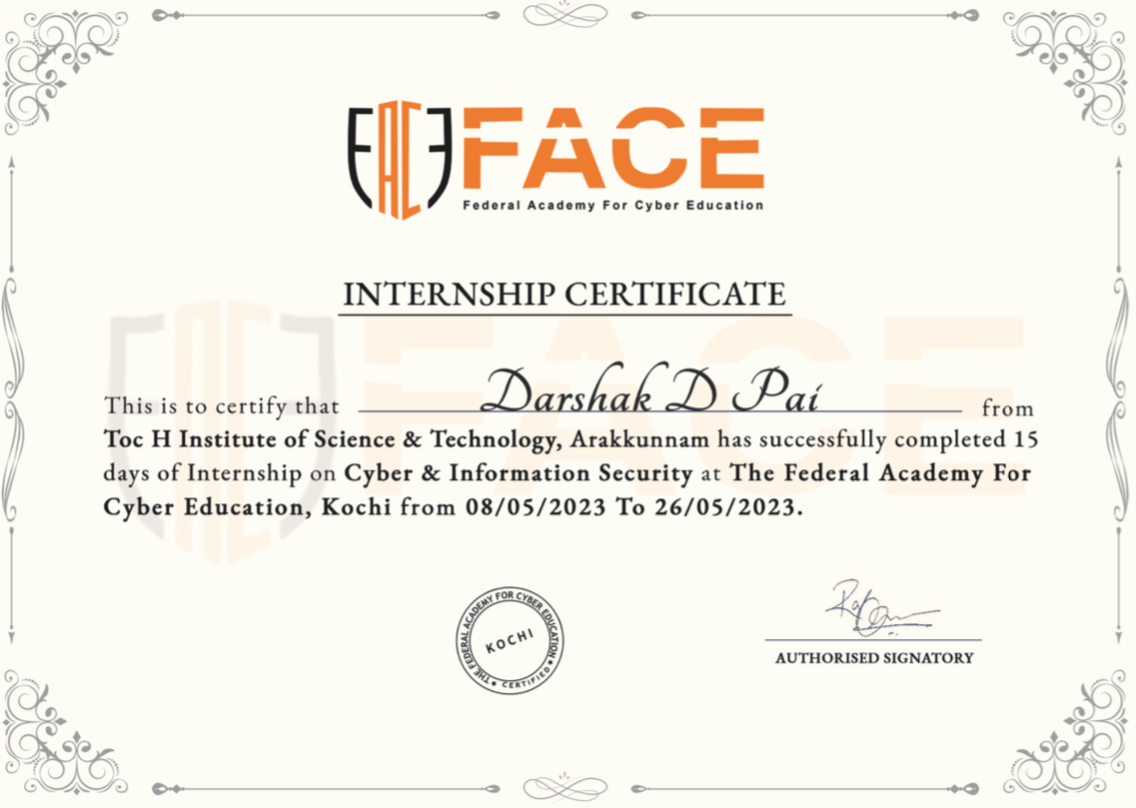 FACE FACE
Federal Academy For Cyber Education
INTERNSHIP CERTIFICATE
FACE
This is to certify that Darshak D Pai from
Toc H Institute of Science & Technology, Arakkunnam has successfully completed 15
days of Internship on Cyber & Information Security at The Federal Academy For
Cyber Education, Kochi from 08/05/2023 To 26/05/2023.
THE FEDERAL ACADEMY FOR CYBER EDUCATION
KOCHI
CERTIFIED
AUTHORISED SIGNATORY